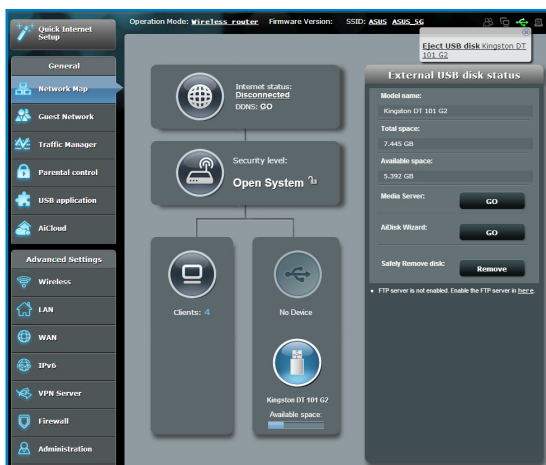 Quick Internet
Setup
Operation Mode: Wireless router Firmware Version: SSID: ASUS ASUS_5G
Eject USB disk Kingston DT
101 G2
General
Network Map
Guest Network
Traffic Manager
Parental control
USB application
AiCloud
Advanced Settings
Wireless
LAN
WAN
IPv6
VPN Server
Firewall
Administration
Internet status:
Disconnected
DDNS: GO
Security level:
Open System
Clients: 4
No Device
Kingston DT 101 G2
Available space:
External USB disk status
Model name:
Kingston DT 101 G2
Total space:
7.445 GB
Available space:
5.392 GB
Media Server: GO
AiDisk Wizard: GO
Safely Remove disk: Remove
FTP server is not enabled. Enable the FTP server in here.